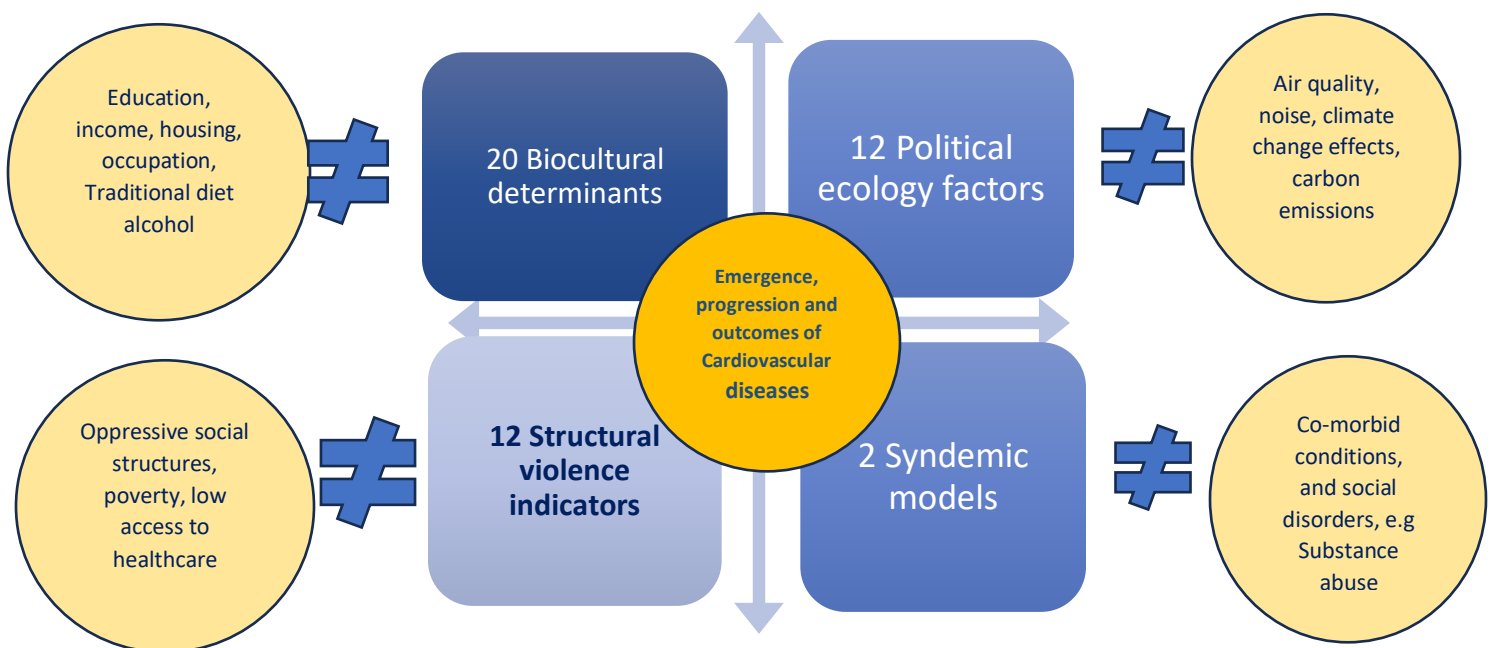 Education,
income, housing,
occupation,
Traditional diet
alcohol
20 Biocultural
determinants
12 Political
ecology factors
Air quality,
noise, climate
change effects,
carbon
emissions
Emergence,
progression and
outcomes of
Cardiovascular
diseases
Oppressive social
structures,
poverty, low
access to
healthcare
12 Structural
violence
indicators
2 Syndemic
models
Co-morbid
conditions,
and social
disorders, e.g
Substance
abuse